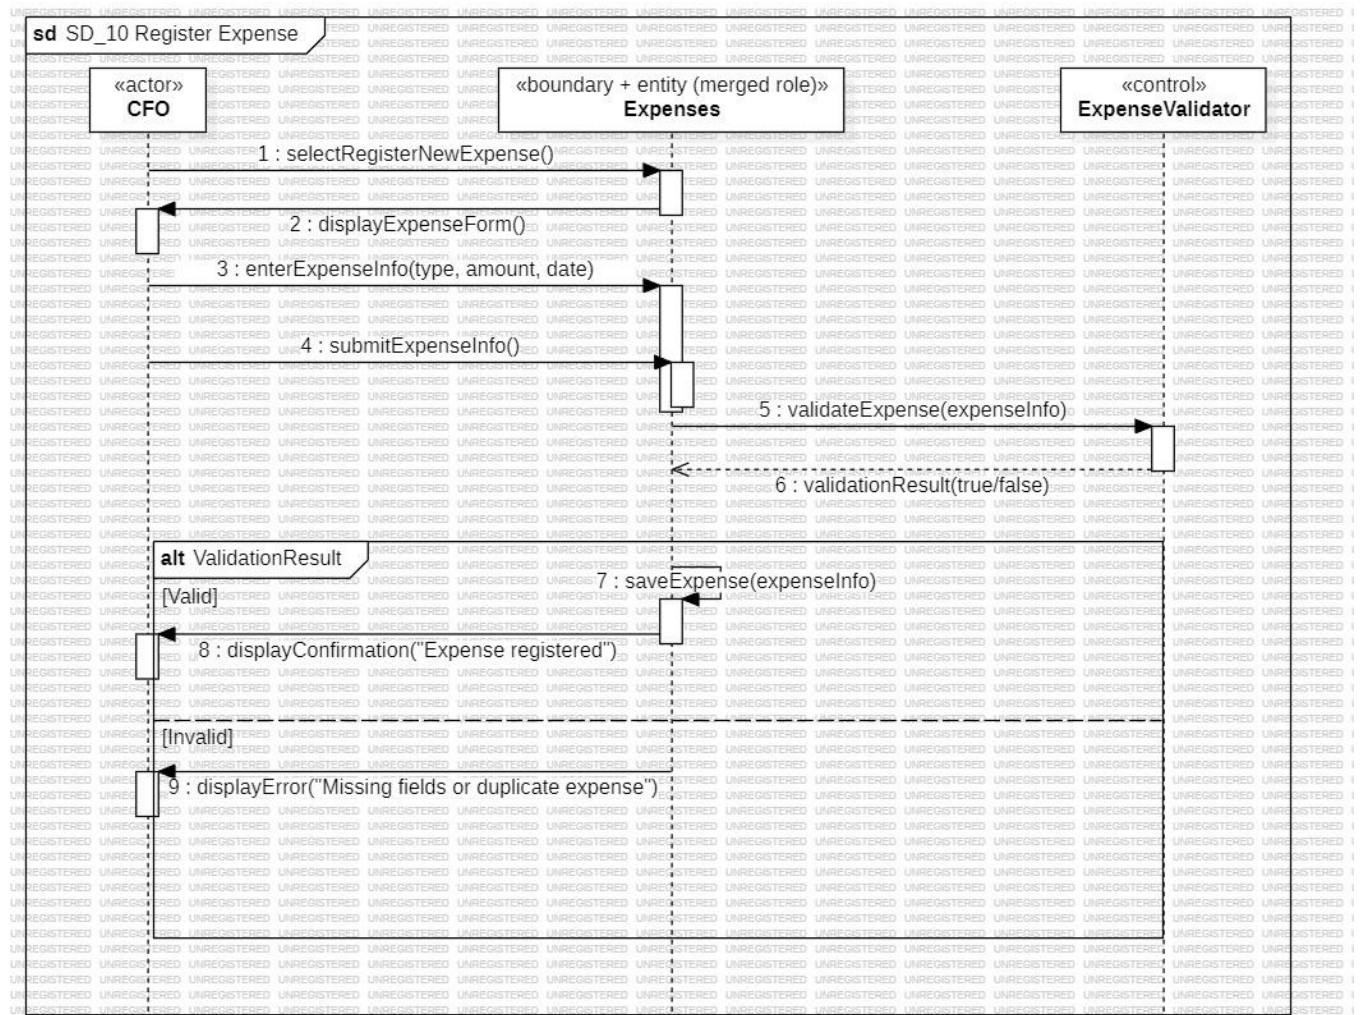 sd SD_10 Register Expense
«actor»
CFO
«boundary + entity (merged role)»
Expenses
«control»
ExpenseValidator
1 : selectRegisterNewExpense()
2 : displayExpenseForm()
3 : enterExpenseInfo(type, amount, date)
4 : submitExpenseInfo()
5 : validateExpense(expenseInfo)
6 : validationResult(true/false)
alt ValidationResult
7 : saveExpense(expenseInfo)
[Valid]
8 : displayConfirmation("Expense registered")
[Invalid]
9 : displayError("Missing fields or duplicate expense")
UNREGISTERED